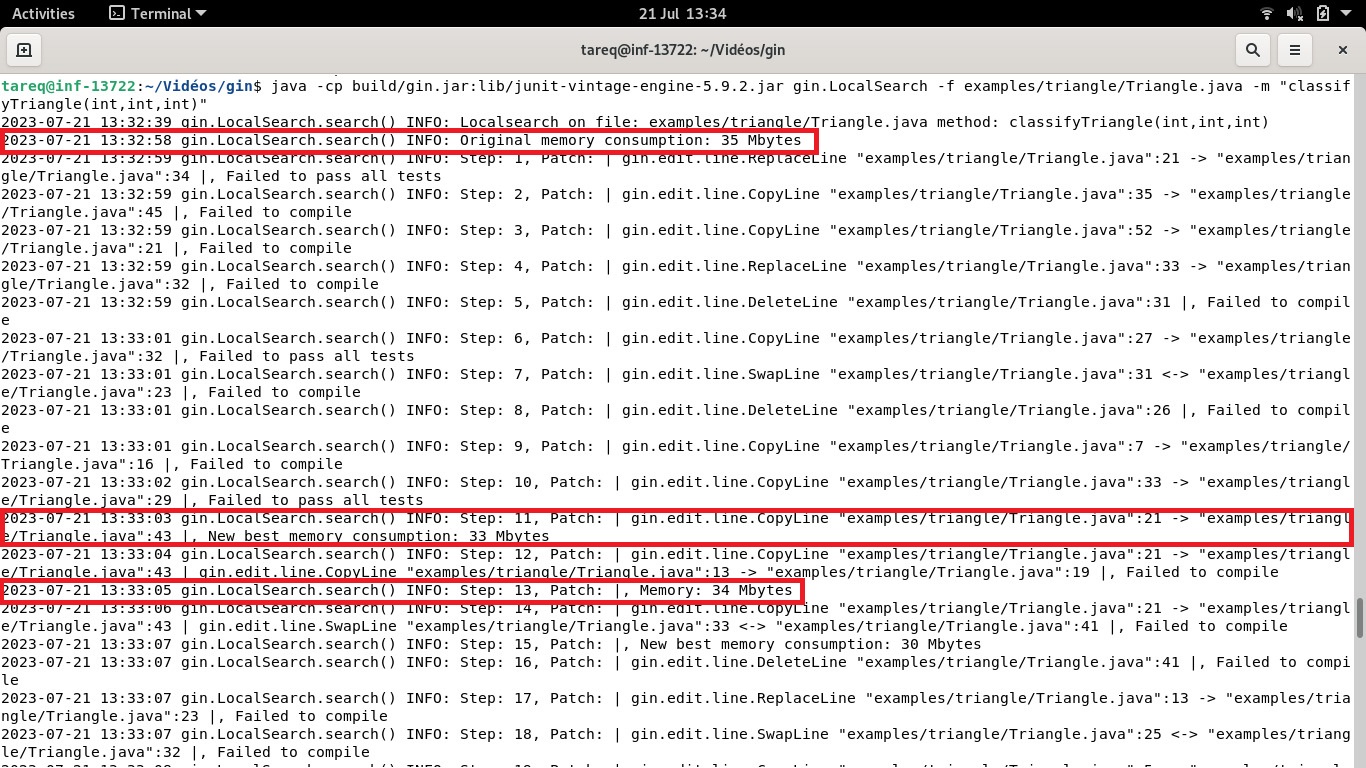 Activities Terminal 21 Jul 13:34
tareq@inf-13722: ~/Vidéos/gin
tareq@inf-13722:~/Vidéos/gin$ java -cp build/gin.jar:lib/junit-vintage-engine-5.9.2.jar gin.LocalSearch -f examples/triangle/Triangle.java -m "classif
yTriangle(int,int,int)"
2023-07-21 13:32:39 gin.LocalSearch.search() INFO: Localsearch on file: examples/triangle/Triangle.java method: classifyTriangle(int,int,int)
2023-07-21 13:32:58 gin.LocalSearch.search() INFO: Original memory consumption: 35 Mbytes
2023-07-21 13:32:59 gin.LocalSearch.search() INFO: Step: 1, Patch: | gin.edit.line.ReplaceLine "examples/triangle/Triangle.java":21 -> "examples/trian
gle/Triangle.java":34 |, Failed to pass all tests
2023-07-21 13:32:59 gin.LocalSearch.search() INFO: Step: 2, Patch: | gin.edit.line.CopyLine "examples/triangle/Triangle.java":35 -> "examples/triangle
/Triangle.java":45 |, Failed to compile
2023-07-21 13:32:59 gin.LocalSearch.search() INFO: Step: 3, Patch: | gin.edit.line.CopyLine "examples/triangle/Triangle.java":52 -> "examples/triangle
/Triangle.java":21 |, Failed to compile
2023-07-21 13:32:59 gin.LocalSearch.search() INFO: Step: 4, Patch: | gin.edit.line.ReplaceLine "examples/triangle/Triangle.java":33 -> "examples/trian
gle/Triangle.java":32 |, Failed to compile
2023-07-21 13:32:59 gin.LocalSearch.search() INFO: Step: 5, Patch: | gin.edit.line.DeleteLine "examples/triangle/Triangle.java":31 |, Failed to compil
e
2023-07-21 13:33:01 gin.LocalSearch.search() INFO: Step: 6, Patch: | gin.edit.line.CopyLine "examples/triangle/Triangle.java":27 -> "examples/triangle
/Triangle.java":32 |, Failed to pass all tests
2023-07-21 13:33:01 gin.LocalSearch.search() INFO: Step: 7, Patch: | gin.edit.line.SwapLine "examples/triangle/Triangle.java":31 <-> "examples/triangl
e/Triangle.java":23 |, Failed to compile
2023-07-21 13:33:01 gin.LocalSearch.search() INFO: Step: 8, Patch: | gin.edit.line.DeleteLine "examples/triangle/Triangle.java":26 |, Failed to compil
e
2023-07-21 13:33:01 gin.LocalSearch.search() INFO: Step: 9, Patch: | gin.edit.line.CopyLine "examples/triangle/Triangle.java":7 -> "examples/triangle/
Triangle.java":16 |, Failed to compile
2023-07-21 13:33:02 gin.LocalSearch.search() INFO: Step: 10, Patch: | gin.edit.line.CopyLine "examples/triangle/Triangle.java":33 -> "examples/triangl
e/Triangle.java":29 |, Failed to pass all tests
2023-07-21 13:33:03 gin.LocalSearch.search() INFO: Step: 11, Patch: | gin.edit.line.CopyLine "examples/triangle/Triangle.java":21 -> "examples/triangl
e/Triangle.java":43 |, New best memory consumption: 33 Mbytes
2023-07-21 13:33:04 gin.LocalSearch.search() INFO: Step: 12, Patch: | gin.edit.line.CopyLine "examples/triangle/Triangle.java":21 -> "examples/triangl
e/Triangle.java":43 | gin.edit.line.CopyLine "examples/triangle/Triangle.java":13 -> "examples/triangle/Triangle.java":19 |, Failed to compile
2023-07-21 13:33:05 gin.LocalSearch.search() INFO: Step: 13, Patch: |, Memory: 34 Mbytes
2023-07-21 13:33:06 gin.LocalSearch.search() INFO: Step: 14, Patch: | gin.edit.line.CopyLine "examples/triangle/Triangle.java":21 -> "examples/triangl
e/Triangle.java":43 | gin.edit.line.SwapLine "examples/triangle/Triangle.java":33 <-> "examples/triangle/Triangle.java":41 |, Failed to compile
2023-07-21 13:33:07 gin.LocalSearch.search() INFO: Step: 15, Patch: |, New best memory consumption: 30 Mbytes
2023-07-21 13:33:07 gin.LocalSearch.search() INFO: Step: 16, Patch: | gin.edit.line.DeleteLine "examples/triangle/Triangle.java":41 |, Failed to compi
le
2023-07-21 13:33:07 gin.LocalSearch.search() INFO: Step: 17, Patch: | gin.edit.line.ReplaceLine "examples/triangle/Triangle.java":13 -> "examples/tria
ngle/Triangle.java":23 |, Failed to compile
2023-07-21 13:33:07 gin.LocalSearch.search() INFO: Step: 18, Patch: | gin.edit.line.SwapLine "examples/triangle/Triangle.java":25 <-> "examples/triang
le/Triangle.java":32 |, Failed to compile